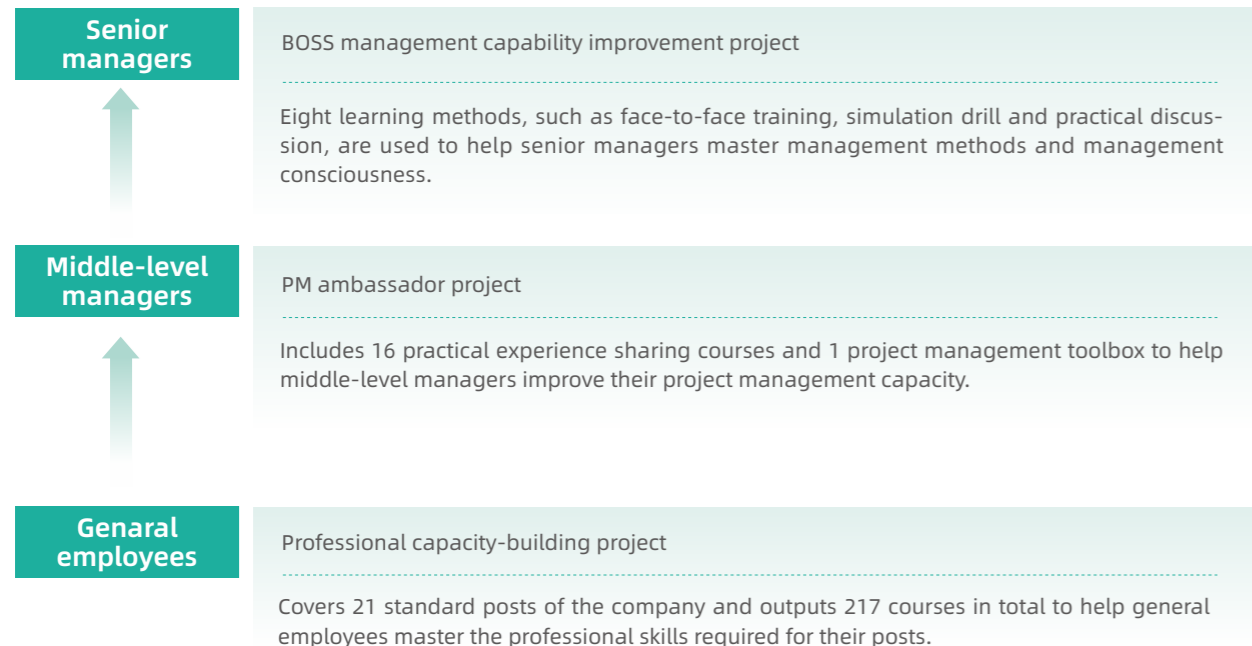 Senior
managers
BOSS management capability improvement project
Eight learning methods, such as face-to-face training, simulation drill and practical discus-
sion, are used to help senior managers master management methods and management
consciousness.
Middle-level
managers
PM ambassador project
Includes 16 practical experience sharing courses and 1 project management toolbox to help
middle-level managers improve their project management capacity.
Genaral
employees
Professional capacity-building project
Covers 21 standard posts of the company and outputs 217 courses in total to help general
employees master the professional skills required for their posts.